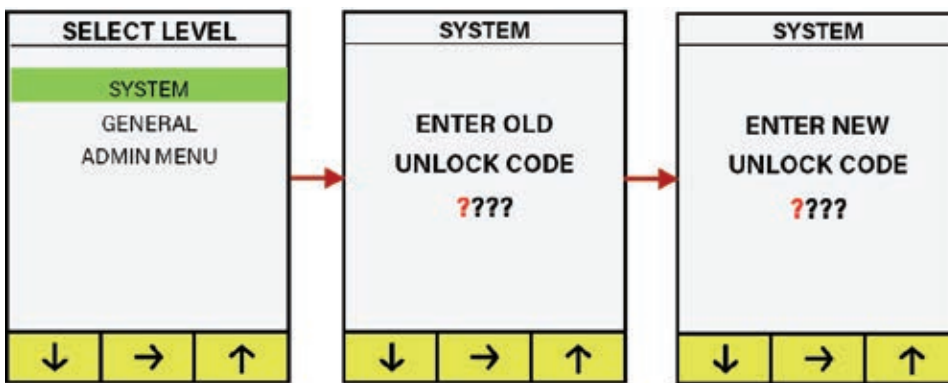 SELECT LEVEL
SYSTEM
GENERAL
ADMIN MENU
↓ → ↑
SYSTEM
ENTER OLD
UNLOCK CODE
????
↓ → ↑
SYSTEM
ENTER NEW
UNLOCK CODE
????
↓ → ↑